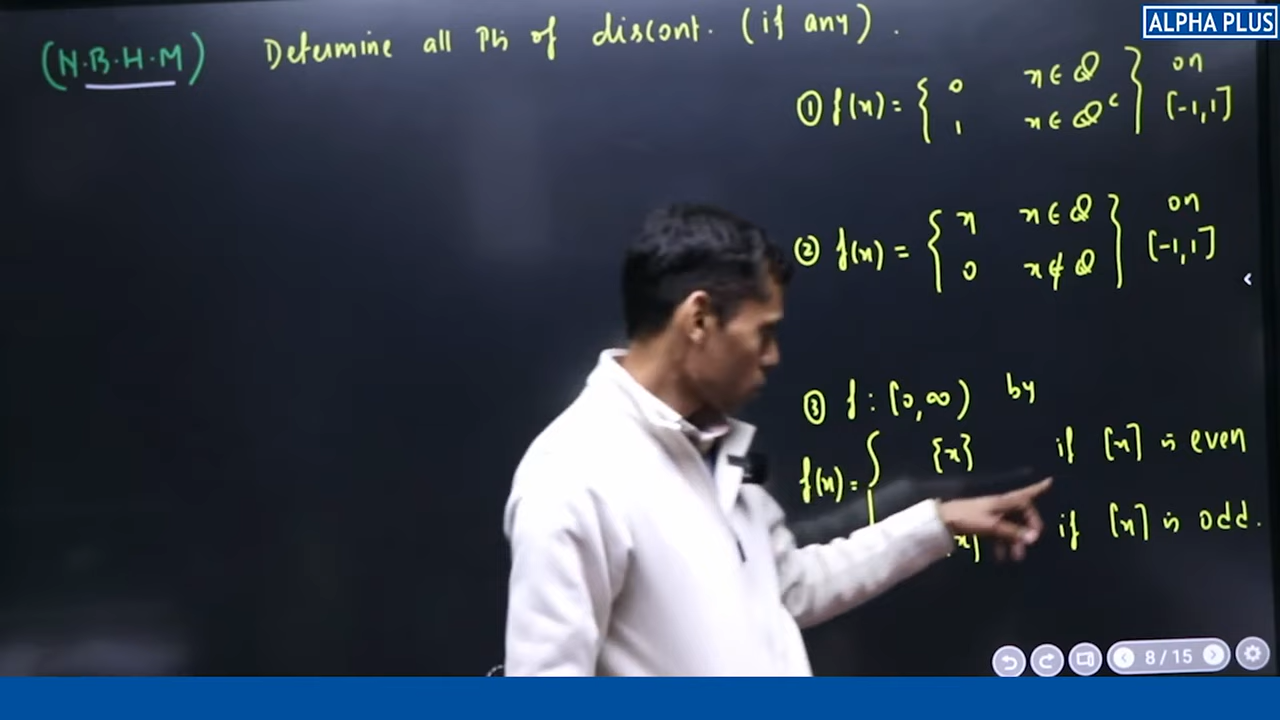 ALPHA PLUS
(N.B.H.M) Determine all Pts of discont. (if any).
① f(x) = { 0 x ∈ Q
1 x ∈ Qᶜ } on [-1,1]
② f(x) = { x x ∈ Q
0 x ∉ Q } on [-1,1]
③ f : [0,∞) by
f(x) = { {x} if [x] is even
x} if [x] is odd.
8 / 15